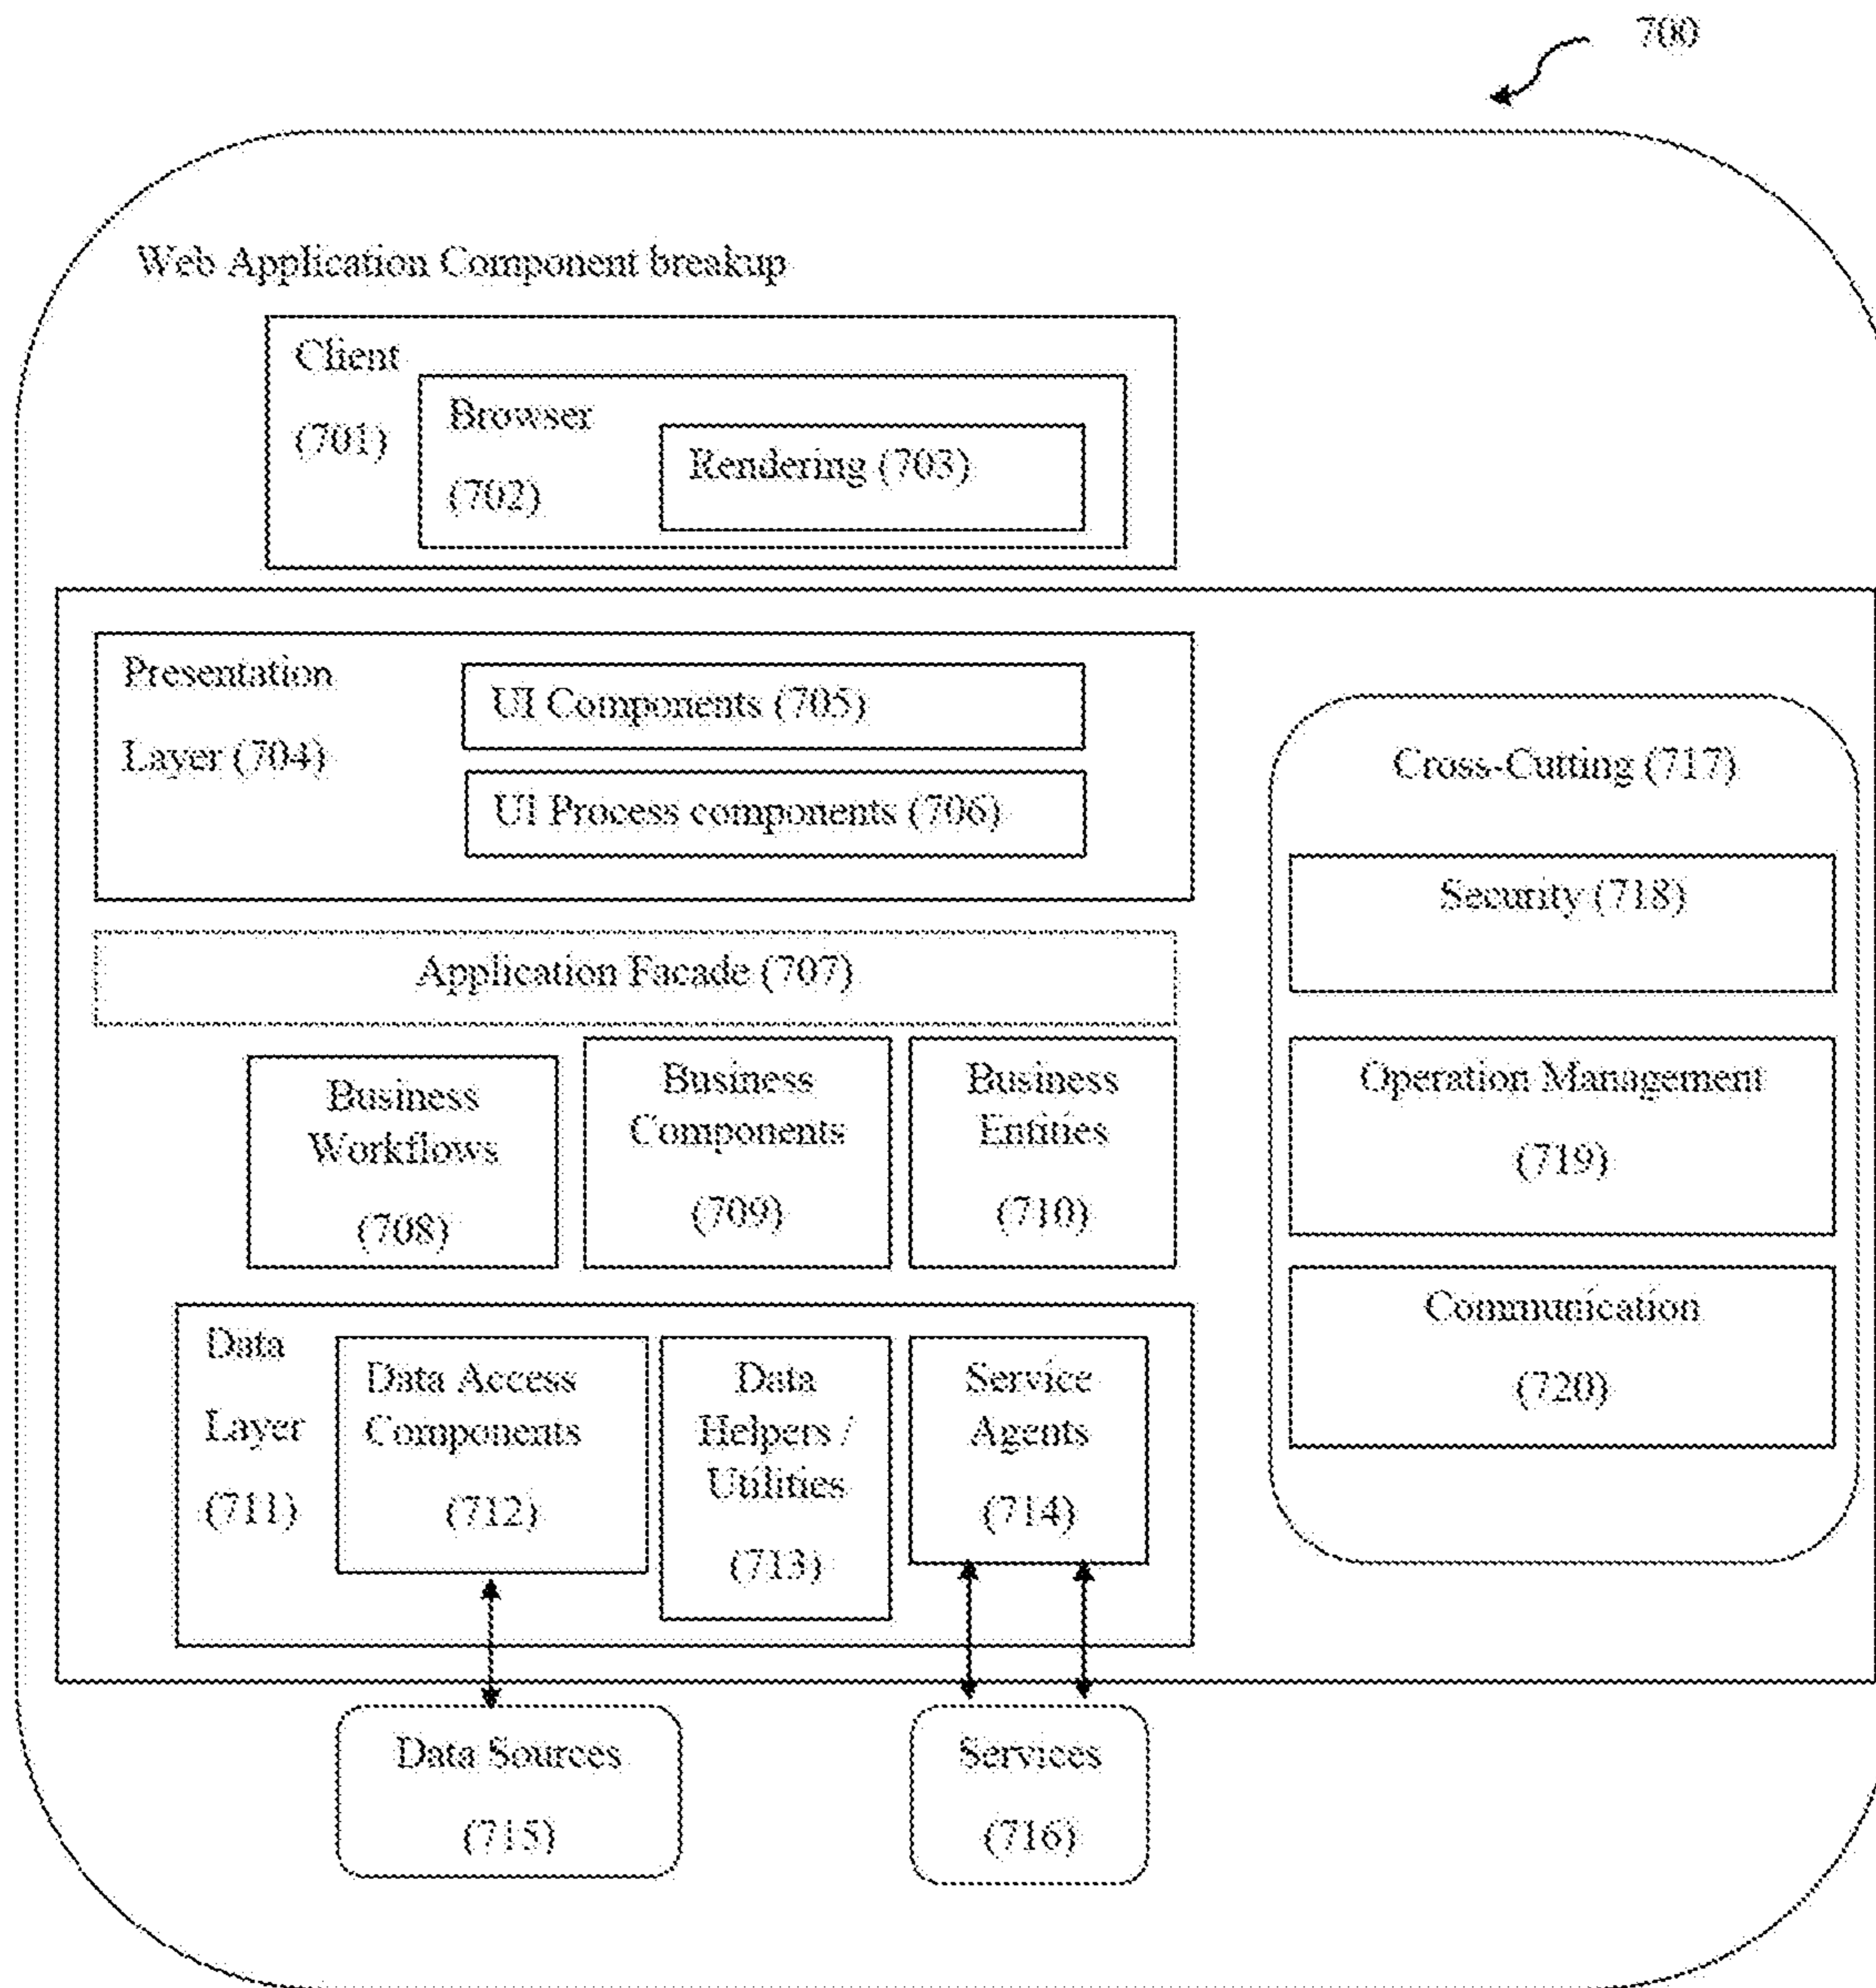 700
Web Application Component breakup
Client
(701)
Browser
(702)
Rendering (703)
Presentation
Layer (704)
UI Components (705)
UI Process components (706)
Application Facade (707)
Business
Workflows
(708)
Business
Components
(709)
Business
Entities
(710)
Data
Layer
(711)
Data Access
Components
(712)
Data
Helpers /
Utilities
(713)
Service
Agents
(714)
Data Sources
(715)
Services
(716)
Cross-Cutting (717)
Security (718)
Operation Management
(719)
Communication
(720)